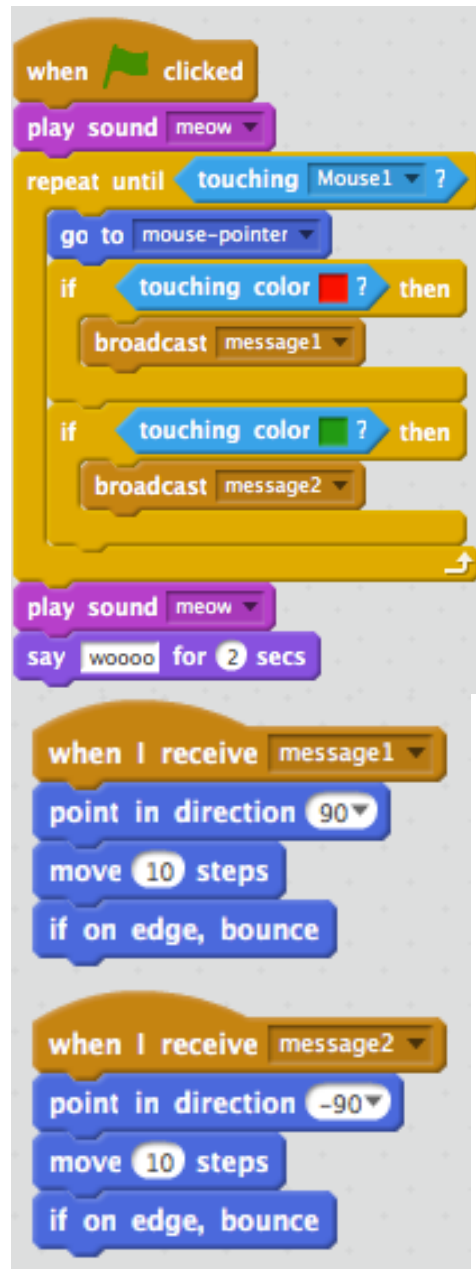 when clicked
play sound meow
repeat until touching Mouse1 ?
go to mouse-pointer
if touching color ? then
broadcast message1
if touching color ? then
broadcast message2
play sound meow
say woooo for 2 secs
when I receive message1
point in direction 90
move 10 steps
if on edge, bounce
when I receive message2
point in direction -90
move 10 steps
if on edge, bounce